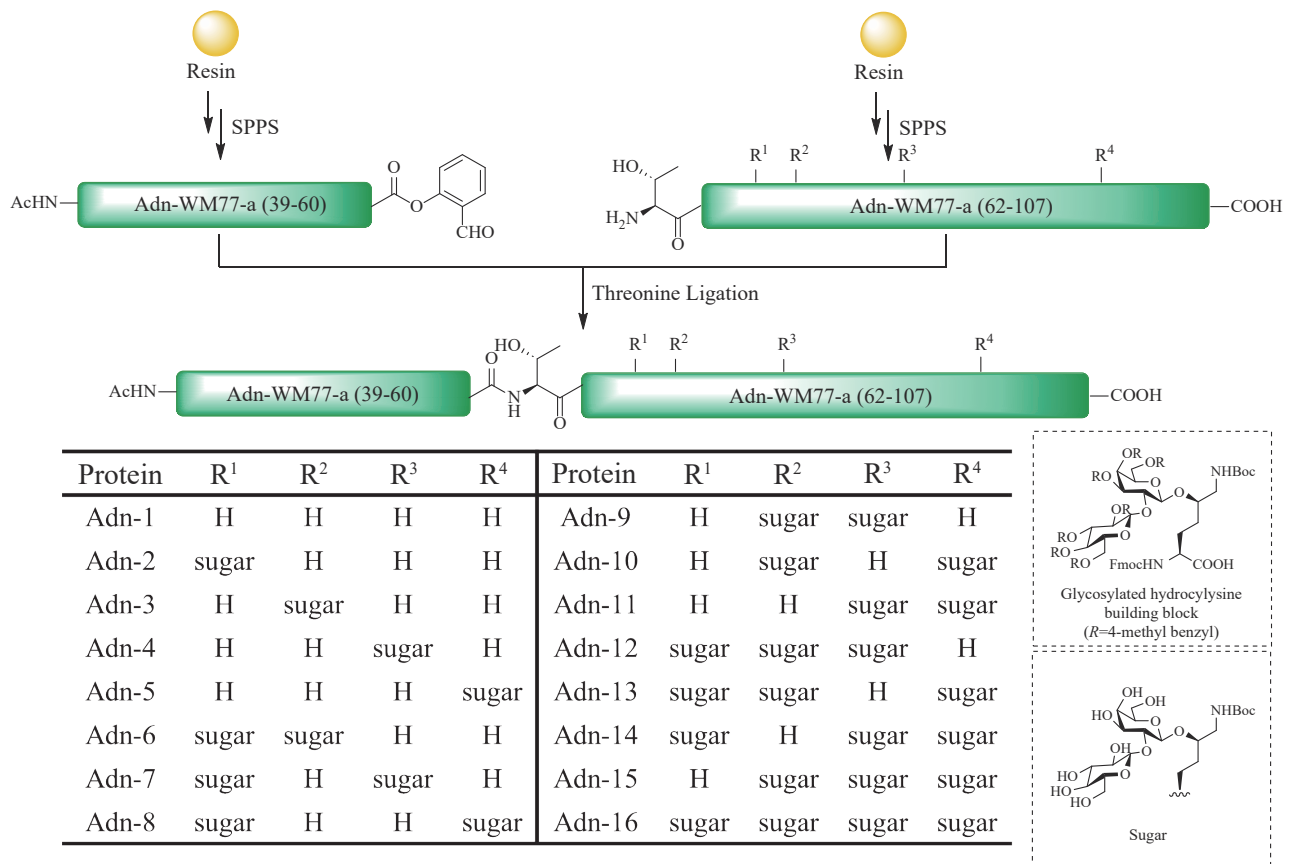 Resin
Resin
SPPS
SPPS
R¹ R² R³ R⁴
O
O
CHO
AcHN
Adn-WM77-a (39-60)
HO
H₂N
O
Adn-WM77-a (62-107)
COOH
Threonine Ligation
R¹ R² R³ R⁴
AcHN
Adn-WM77-a (39-60)
O
HO
N
H
O
Adn-WM77-a (62-107)
COOH
Protein R¹ R² R³ R⁴ Protein R¹ R² R³ R⁴
Adn-1 H H H H Adn-9 H sugar sugar H
Adn-2 sugar H H H Adn-10 H sugar H sugar
Adn-3 H sugar H H Adn-11 H H sugar sugar
Adn-4 H H sugar H Adn-12 sugar sugar sugar H
Adn-5 H H H sugar Adn-13 sugar sugar H sugar
Adn-6 sugar sugar H H Adn-14 sugar H sugar sugar
Adn-7 sugar H sugar H Adn-15 H sugar sugar sugar
Adn-8 sugar H H sugar Adn-16 sugar sugar sugar sugar
OR
OR
RO
O
O
NHBoc
OR
O
RO
O
RO
RO
FmocHN
COOH
Glycosylated hydrocylysine
building block
(R=4-methyl benzyl)
OH
OH
HO
O
O
NHBoc
OH
O
HO
O
HO
HO
Sugar